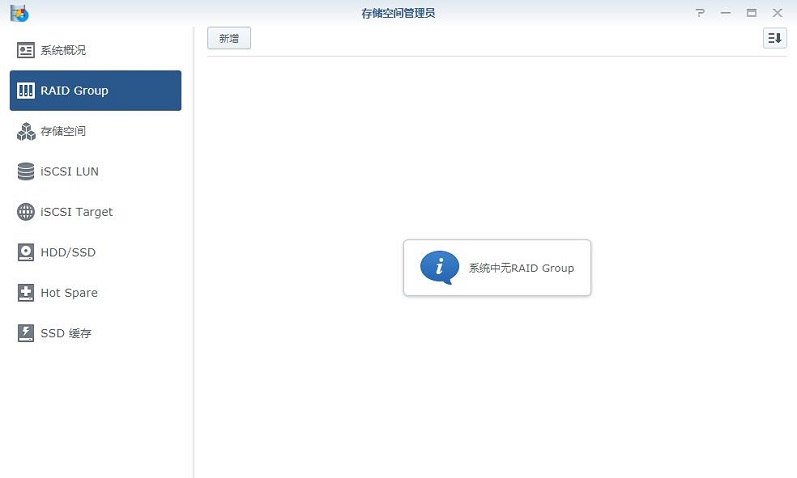 存储空间管理员
系统概况
RAID Group
存储空间
iSCSI LUN
iSCSI Target
HDD/SSD
Hot Spare
SSD 缓存
新增
系统中无RAID Group